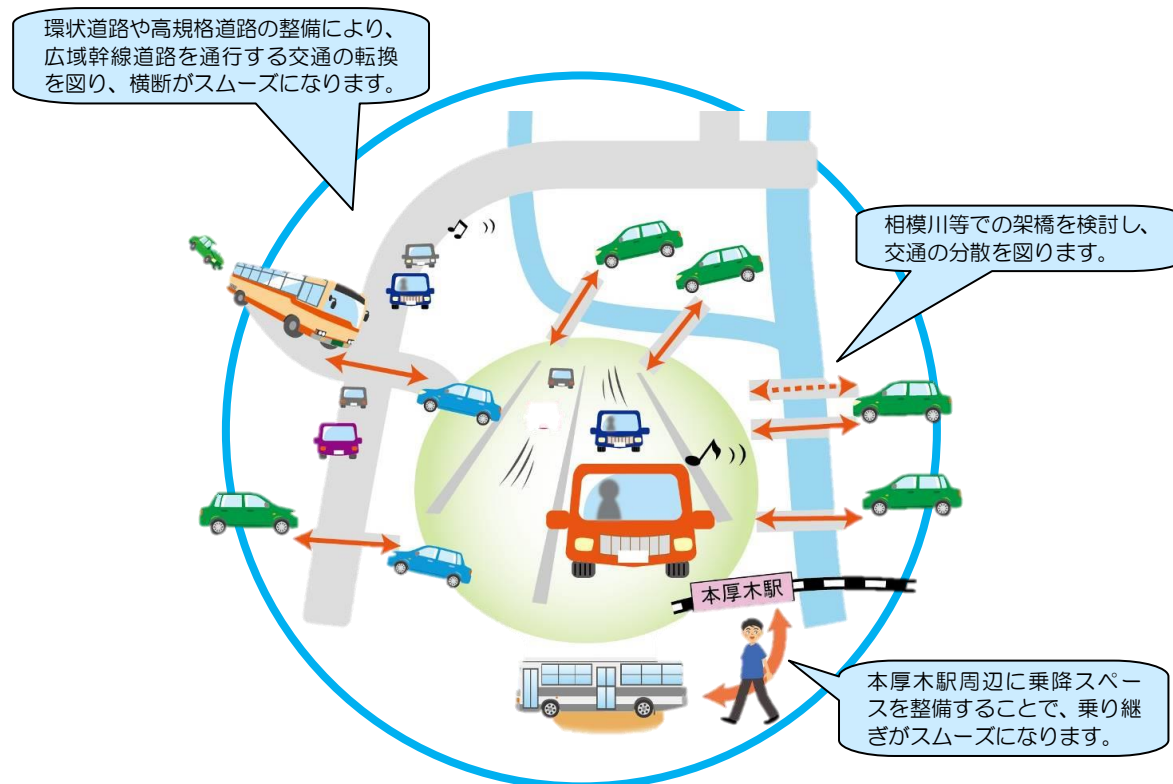 環状道路や高規格道路の整備により、
広域幹線道路を通行する交通の転換
を図り、横断がスムーズになります。
相模川等での架橋を検討し、
交通の分散を図ります。
本厚木駅
本厚木駅周辺に乗降スペー
スを整備することで、乗り継
ぎがスムーズになります。